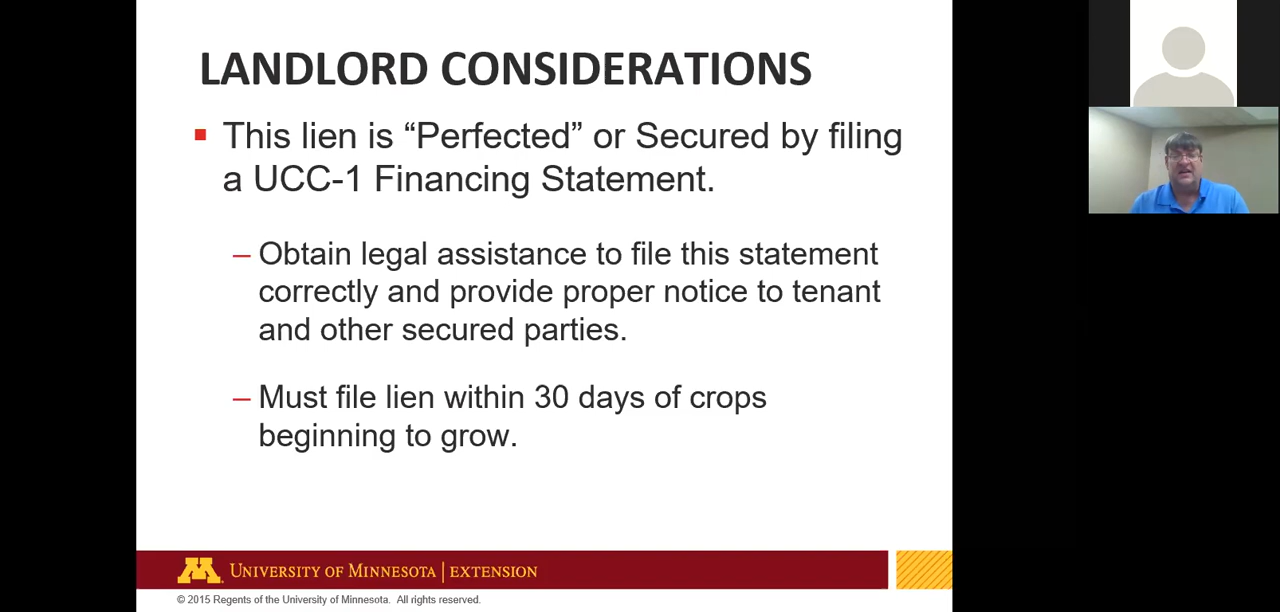 LANDLORD CONSIDERATIONS
This lien is “Perfected” or Secured by filing
a UCC-1 Financing Statement.
– Obtain legal assistance to file this statement
correctly and provide proper notice to tenant
and other secured parties.
– Must file lien within 30 days of crops
beginning to grow.
M UNIVERSITY OF MINNESOTA | EXTENSION
© 2015 Regents of the University of Minnesota. All rights reserved.